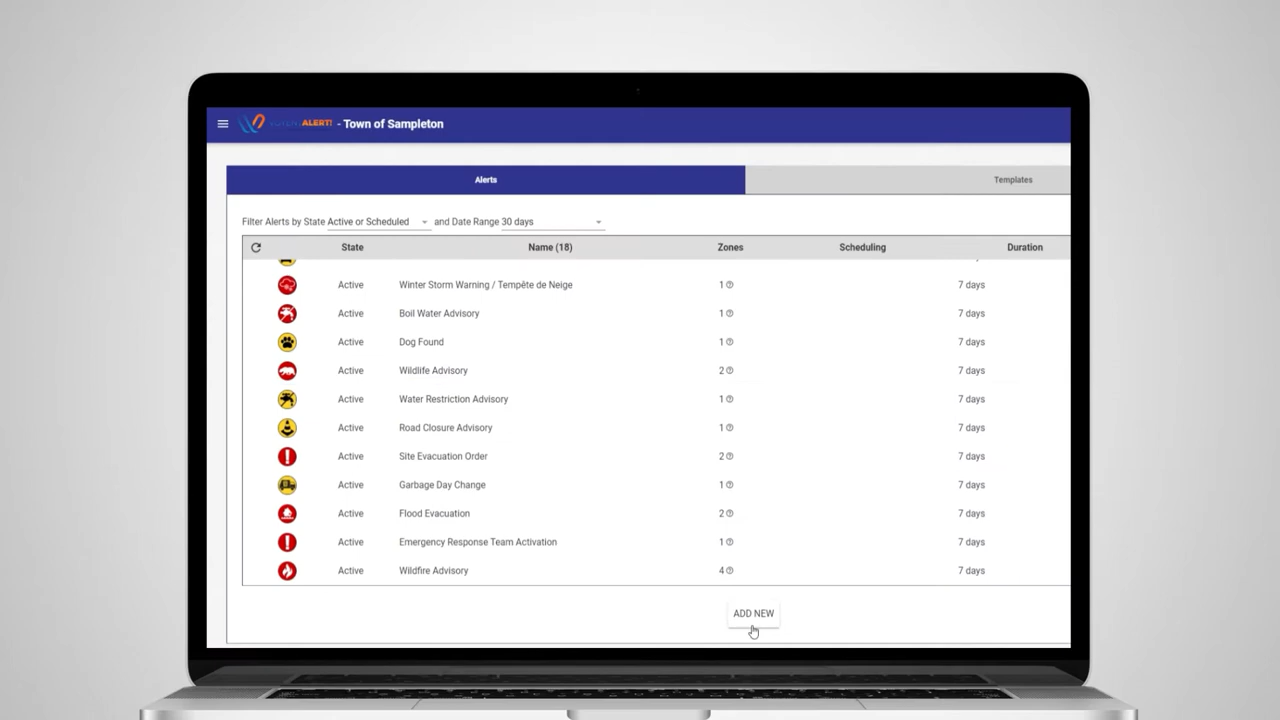 VOYENT ALERT! - Town of Sampleton
Alerts Templates
Filter Alerts by State Active or Scheduled and Date Range 30 days
State Name (18) Zones Scheduling Duration
Active Winter Storm Warning / Tempête de Neige 1 7 days
Active Boil Water Advisory 1 7 days
Active Dog Found 1 7 days
Active Wildlife Advisory 2 7 days
Active Water Restriction Advisory 1 7 days
Active Road Closure Advisory 1 7 days
Active Site Evacuation Order 2 7 days
Active Garbage Day Change 1 7 days
Active Flood Evacuation 2 7 days
Active Emergency Response Team Activation 1 7 days
Active Wildfire Advisory 4 7 days
ADD NEW